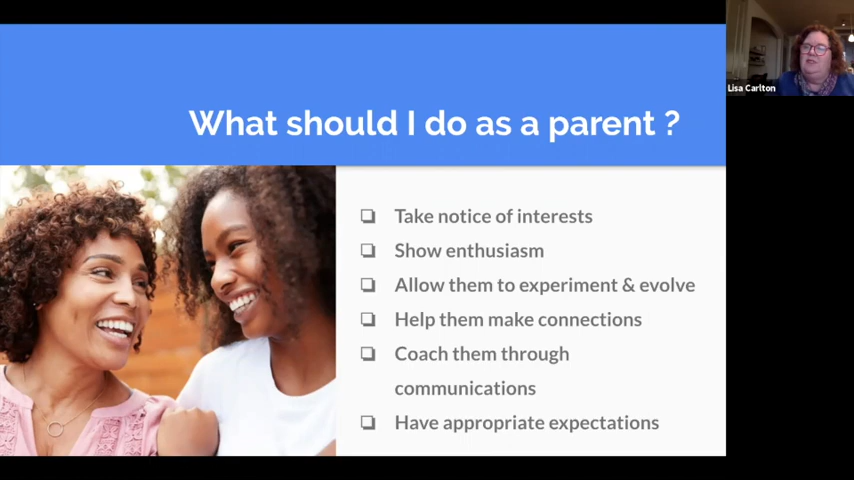 What should I do as a parent ?
Lisa Carlton
Take notice of interests
Show enthusiasm
Allow them to experiment & evolve
Help them make connections
Coach them through
communications
Have appropriate expectations